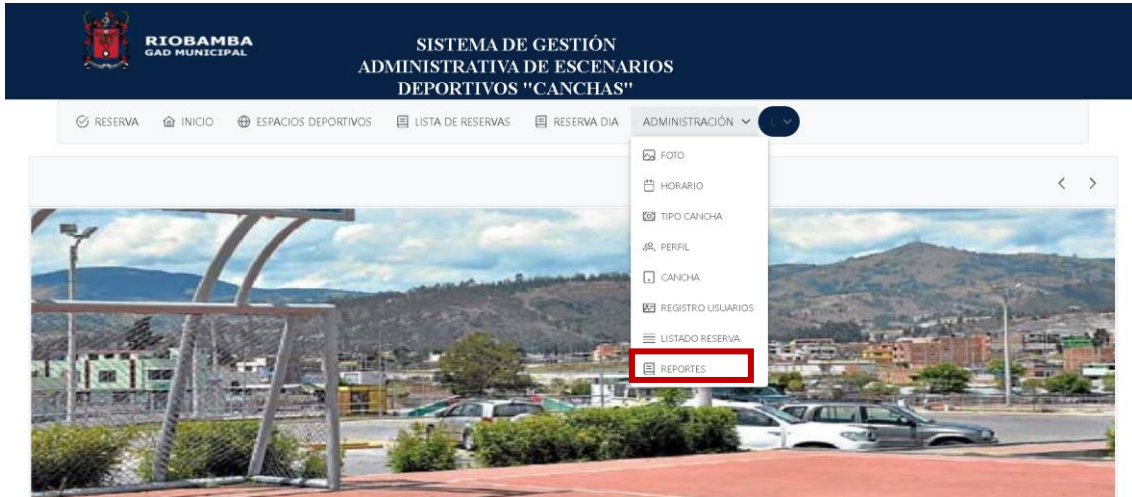 RIOBAMBA
GAD MUNICIPAL
SISTEMA DE GESTIÓN
ADMINISTRATIVA DE ESCENARIOS
DEPORTIVOS "CANCHAS"
RESERVA INICIO ESPACIOS DEPORTIVOS LISTA DE RESERVAS RESERVA DIA ADMINISTRACIÓN
FOTO
HORARIO
TIPO CANCHA
PERFIL
CANCHA
REGISTRO USUARIOS
LISTADO RESERVA
REPORTES